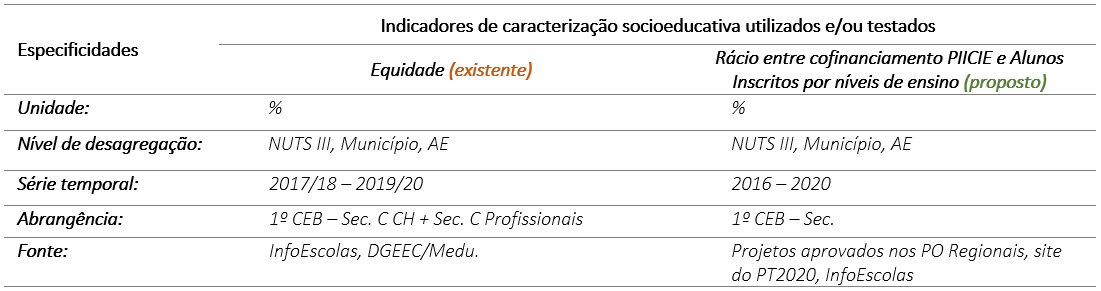 Indicadores de caracterização socioeducativa utilizados e/ou testados
Especificidades
Equidade (existente)
Rácio entre cofinanciamento PIICIE e Alunos
Inscritos por níveis de ensino (proposto)
Unidade: % %
Nível de desagregação: NUTS III, Município, AE NUTS III, Município, AE
Série temporal: 2017/18 – 2019/20 2016 – 2020
Abrangência: 1º CEB – Sec. C CH + Sec. C Profissionais 1º CEB – Sec.
Fonte: InfoEscolas, DGEEC/Medu. Projetos aprovados nos PO Regionais, site
do PT2020, InfoEscolas